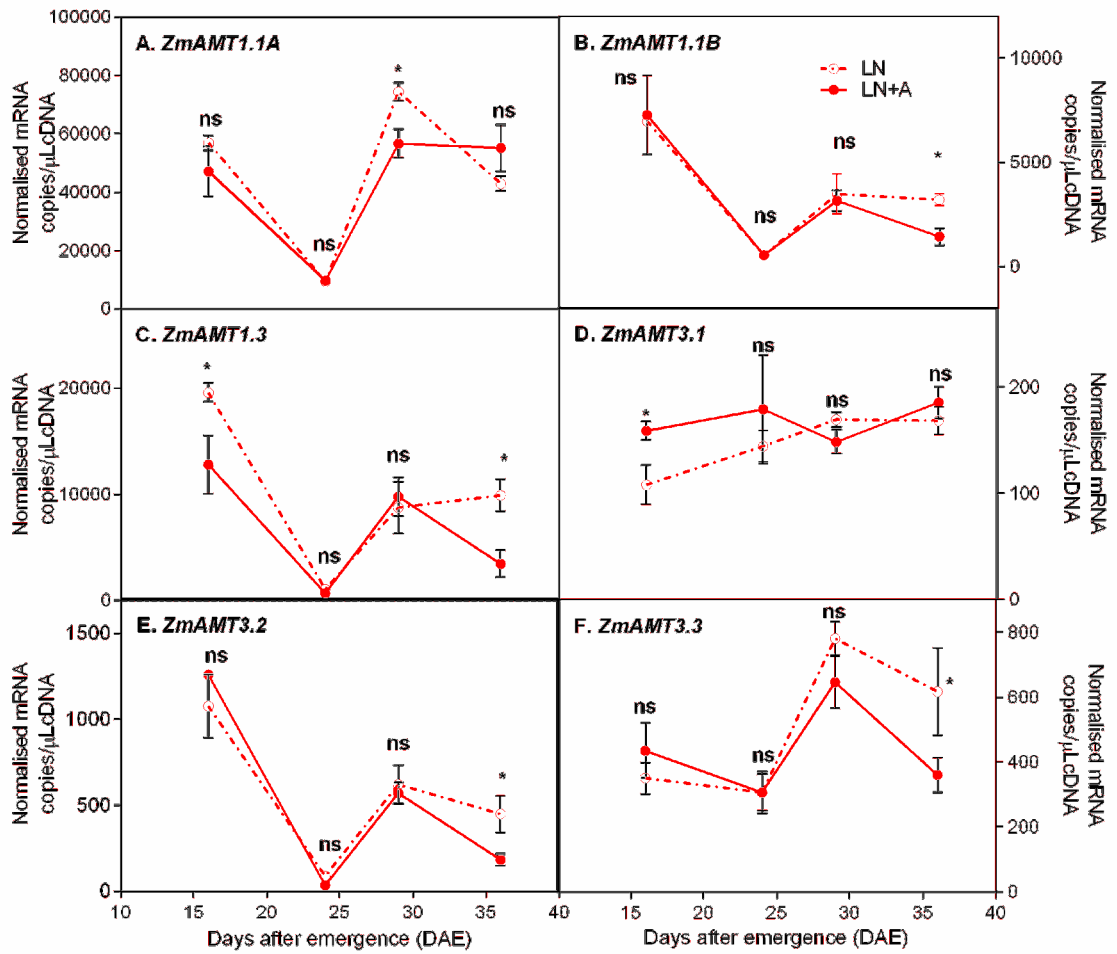 A. ZmAMT1.1A
Normalised mRNA
copies/μLcDNA
100000
80000
60000
40000
20000
0
ns
ns
*
ns
B. ZmAMT1.1B
LN
LN+A
ns
ns
ns
*
10000
5000
0
Normalised mRNA
copies/μLcDNA
C. ZmAMT1.3
Normalised mRNA
copies/μLcDNA
20000
10000
0
*
ns
ns
*
D. ZmAMT3.1
*
ns
ns
ns
200
100
0
Normalised mRNA
copies/μLcDNA
E. ZmAMT3.2
Normalised mRNA
copies/μLcDNA
1500
1000
500
0
ns
ns
ns
*
10 15 20 25 30 35 40
Days after emergence (DAE)
F. ZmAMT3.3
ns
ns
ns
*
800
600
400
200
0
Normalised mRNA
copies/μLcDNA
15 20 25 30 35 40
Days after emergence (DAE)